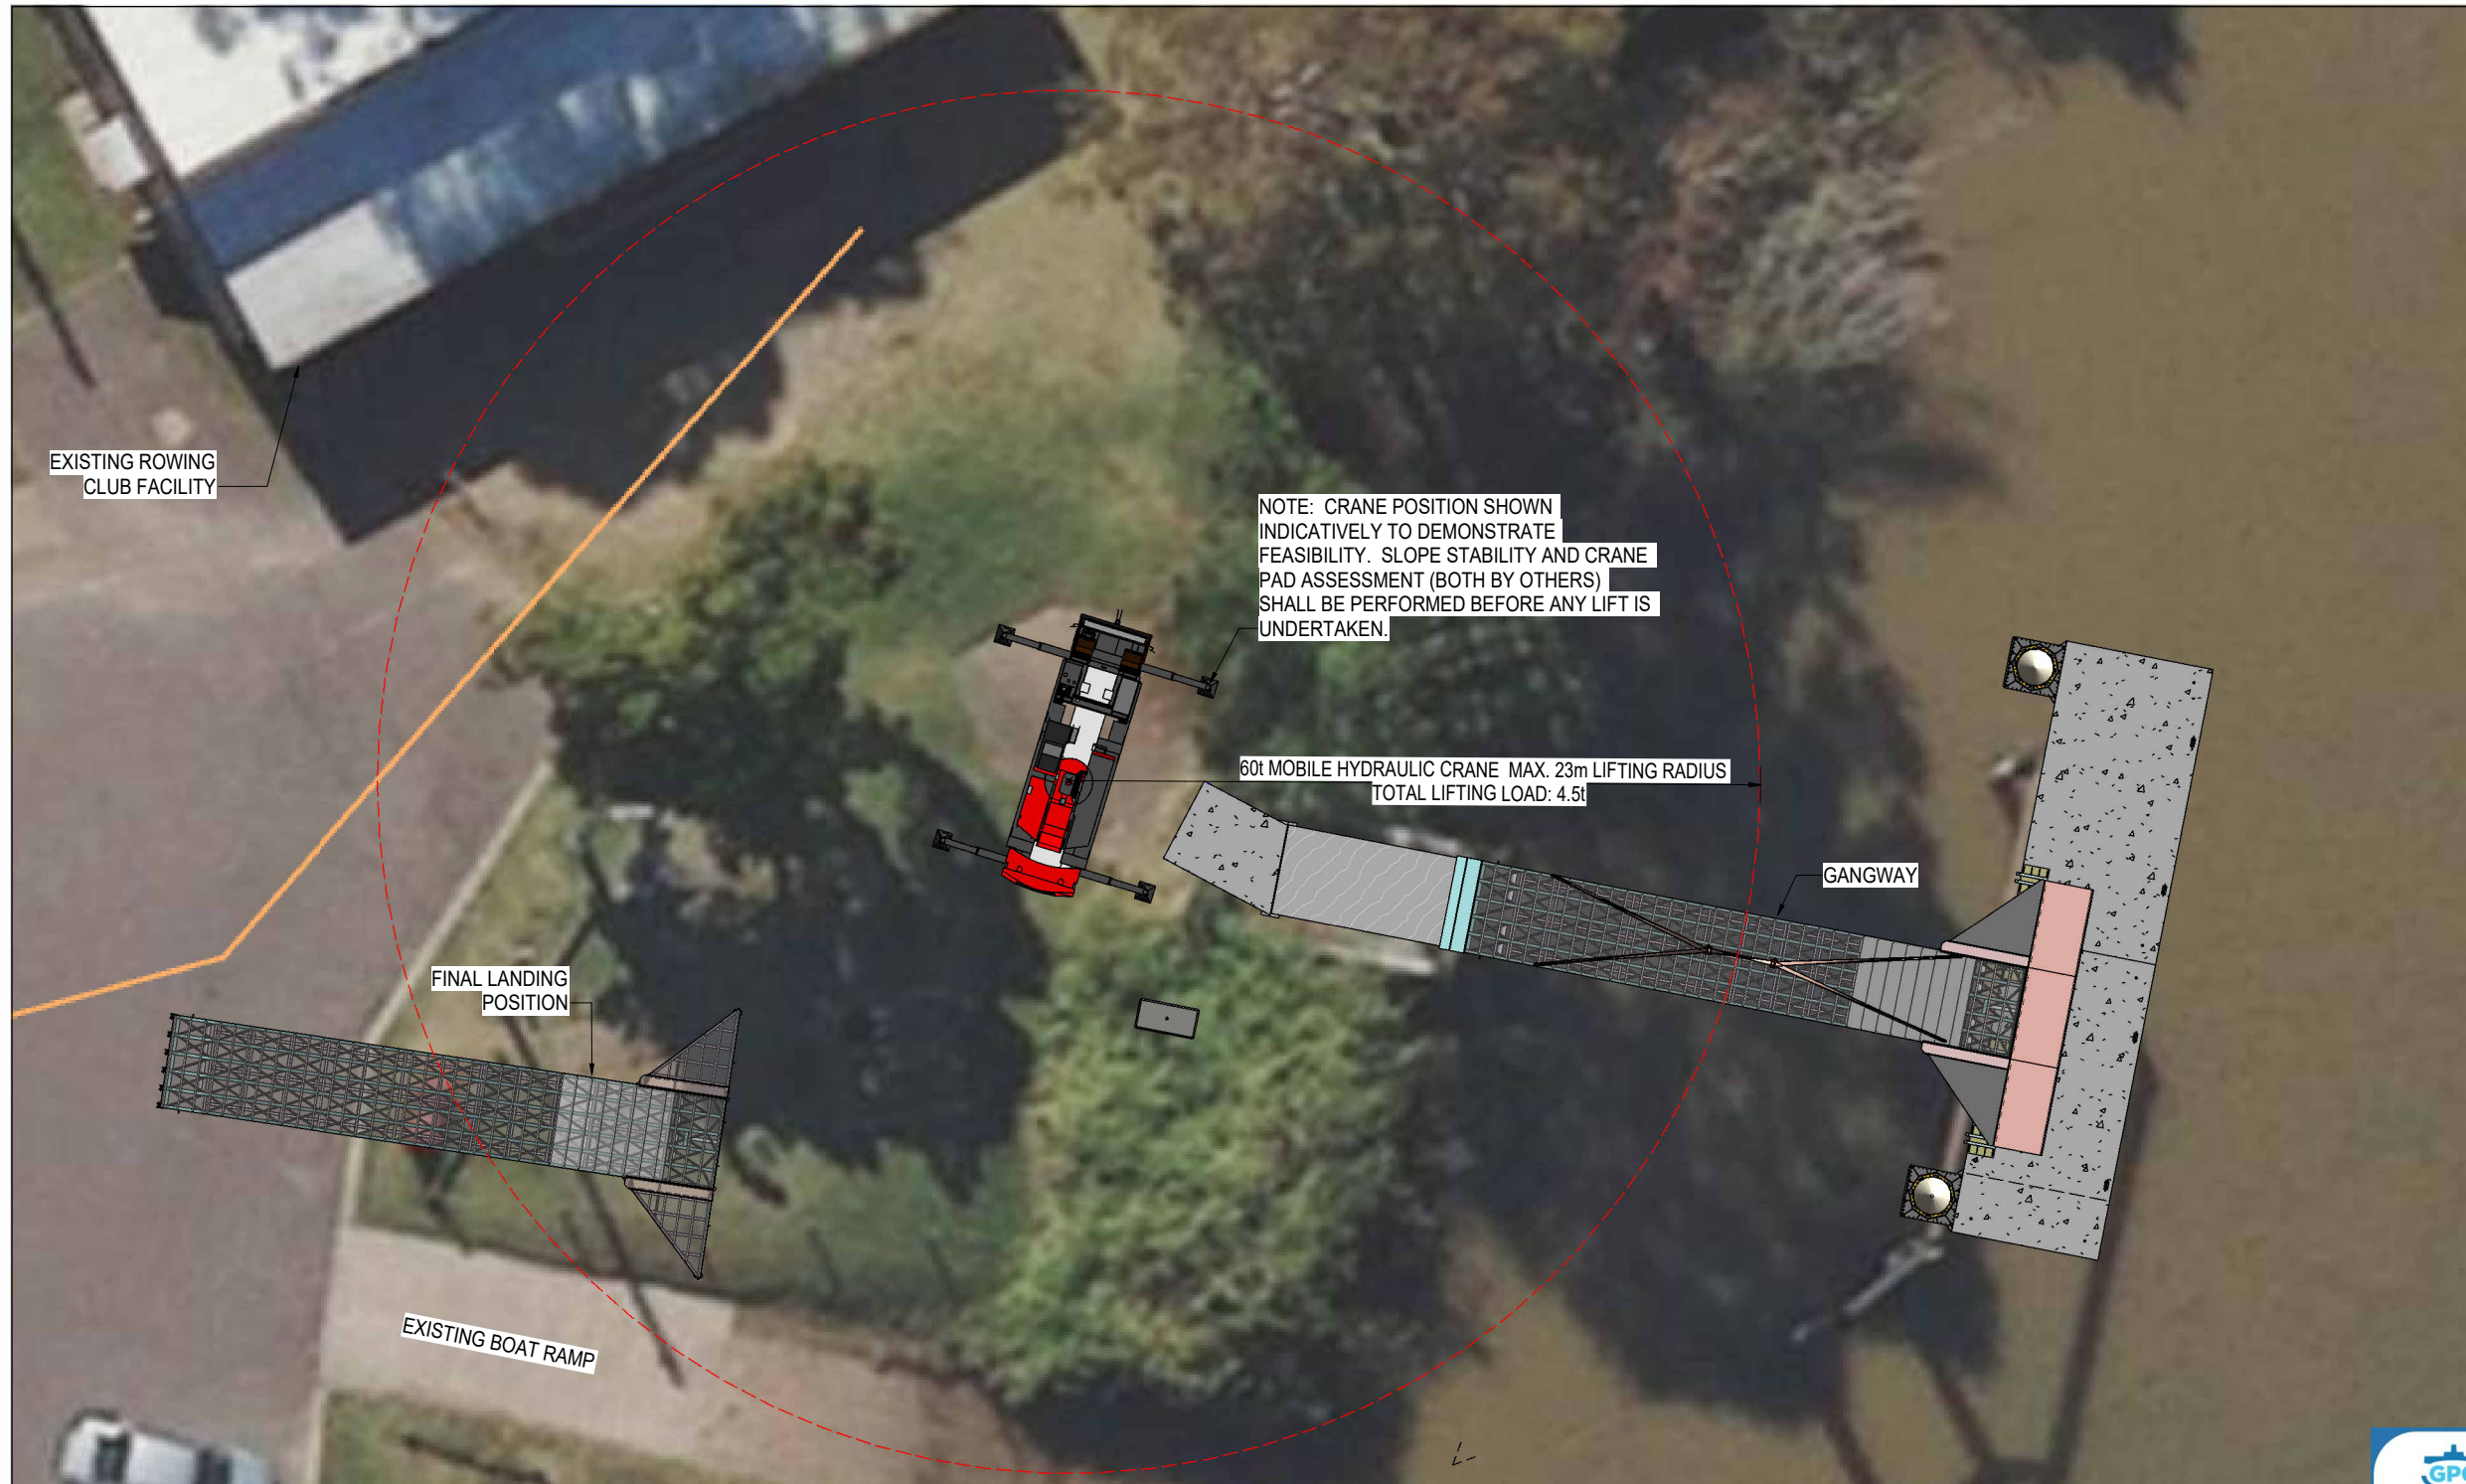 EXISTING ROWING
CLUB FACILITY
NOTE: CRANE POSITION SHOWN
INDICATIVELY TO DEMONSTRATE
FEASIBILITY. SLOPE STABILITY AND CRANE
PAD ASSESSMENT (BOTH BY OTHERS)
SHALL BE PERFORMED BEFORE ANY LIFT IS
UNDERTAKEN.
60t MOBILE HYDRAULIC CRANE MAX. 23m LIFTING RADIUS
TOTAL LIFTING LOAD: 4.5t
GANGWAY
FINAL LANDING
POSITION
EXISTING BOAT RAMP